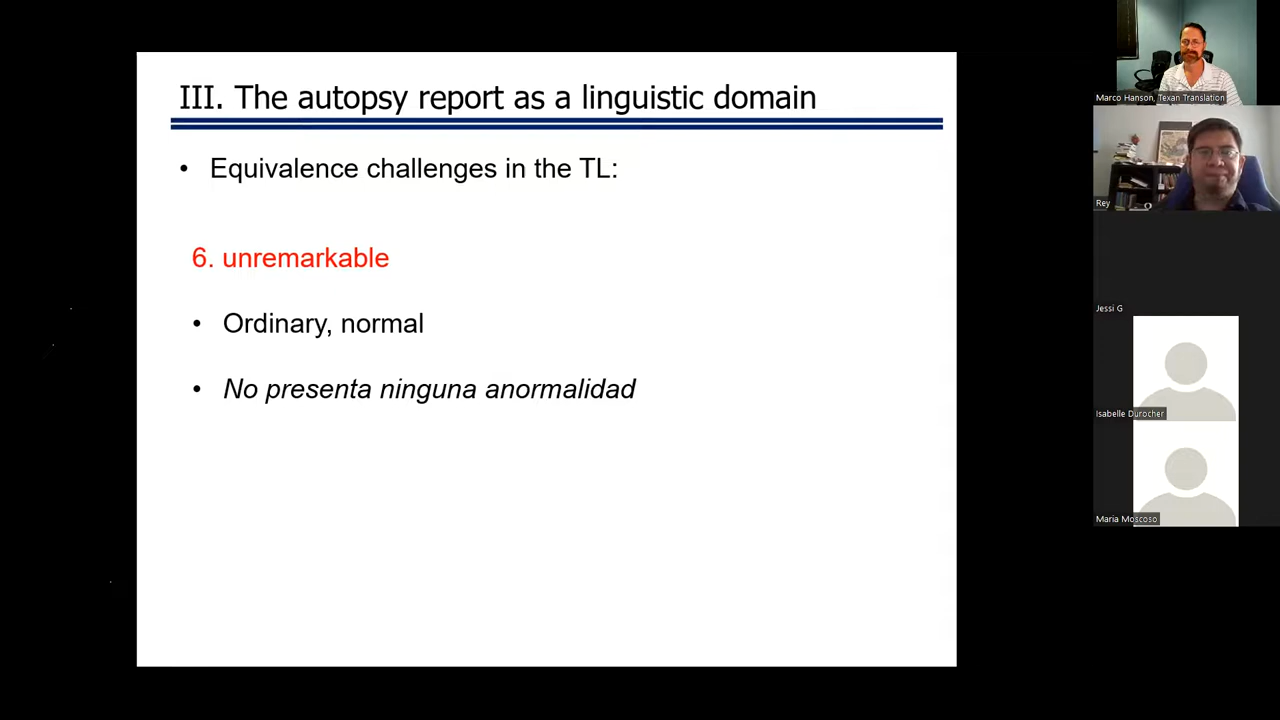 III. The autopsy report as a linguistic domain
• Equivalence challenges in the TL:
6. unremarkable
• Ordinary, normal
• No presenta ninguna anormalidad
Marco Hanson, Texan Translation
Rey
Jessi G
Isabelle Durocher
Maria Moscoso